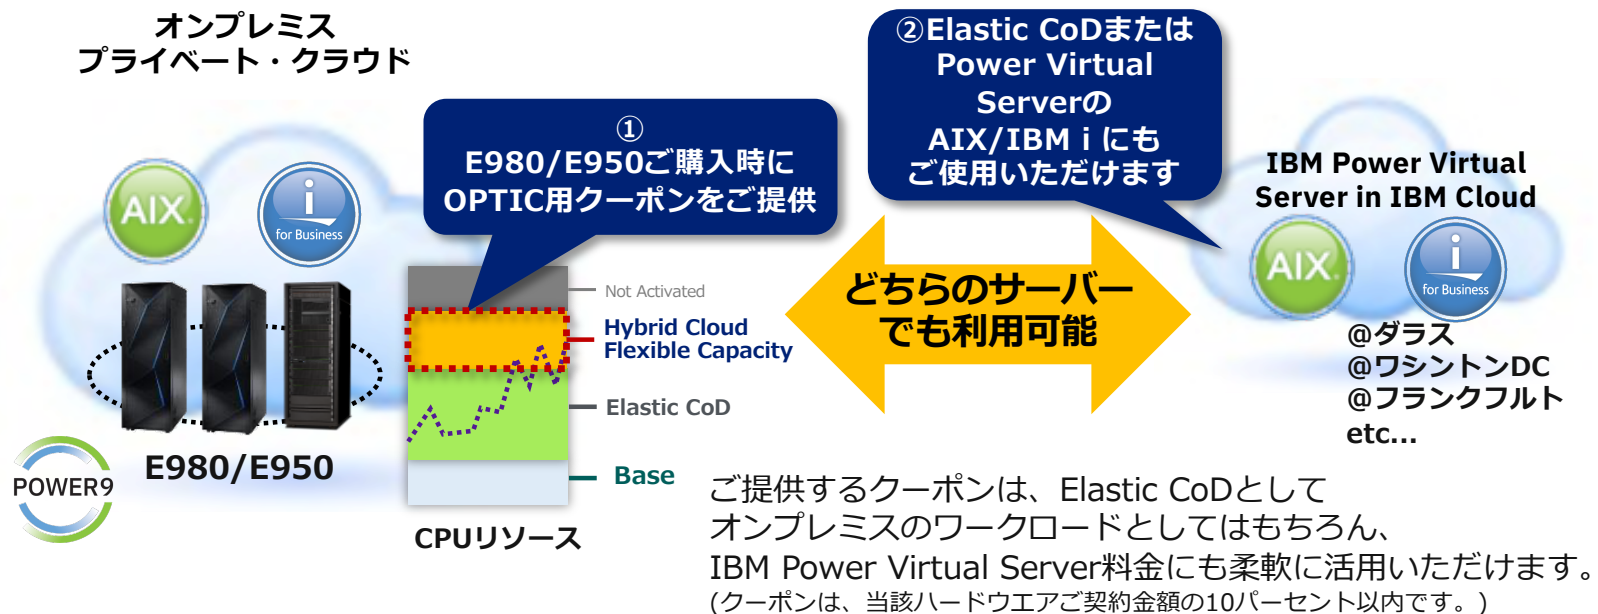 オンプレミス
プライベート・クラウド
①
E980/E950ご購入時に
OPTIC用クーポンをご提供
②Elastic CoDまたは
Power Virtual
Serverの
AIX/IBM i にも
ご使用いただけます
IBM Power Virtual
Server in IBM Cloud
AIX
i
for Business
AIX
i
for Business
Not Activated
Hybrid Cloud
Flexible Capacity
Elastic CoD
Base
CPUリソース
どちらのサーバー
でも利用可能
@ダラス
@ワシントンDC
@フランクフルト
etc...
POWER9
E980/E950
ご提供するクーポンは、Elastic CoDとして
オンプレミスのワークロードとしてはもちろん、
IBM Power Virtual Server料金にも柔軟に活用いただけます。
(クーポンは、当該ハードウエアご契約金額の10パーセント以内です。)